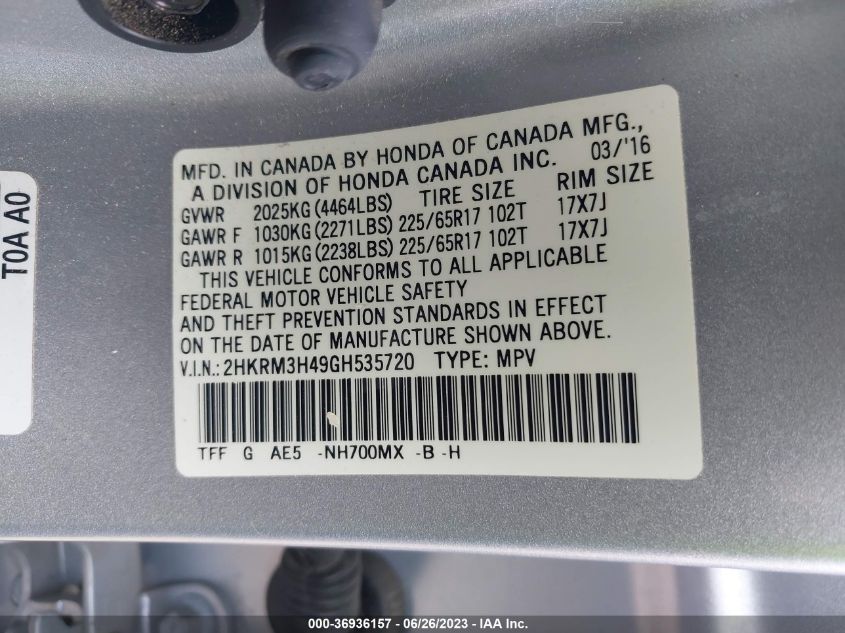 MFD. IN CANADA BY HONDA OF CANADA MFG.,
A DIVISION OF HONDA CANADA INC. 03/'16
GVWR 2025KG(4464LBS) TIRE SIZE RIM SIZE
GAWR F 1030KG(2271LBS) 225/65R17 102T 17X7J
GAWR R 1015KG(2238LBS) 225/65R17 102T 17X7J
THIS VEHICLE CONFORMS TO ALL APPLICABLE
FEDERAL MOTOR VEHICLE SAFETY
AND THEFT PREVENTION STANDARDS IN EFFECT
ON THE DATE OF MANUFACTURE SHOWN ABOVE.
V.I.N.: 2HKRM3H49GH535720 TYPE: MPV
TFF G AE5 -NH700MX -B -H
T0A A0
000-36936157 / 06/26/2023 / Copyright IAA, Inc.